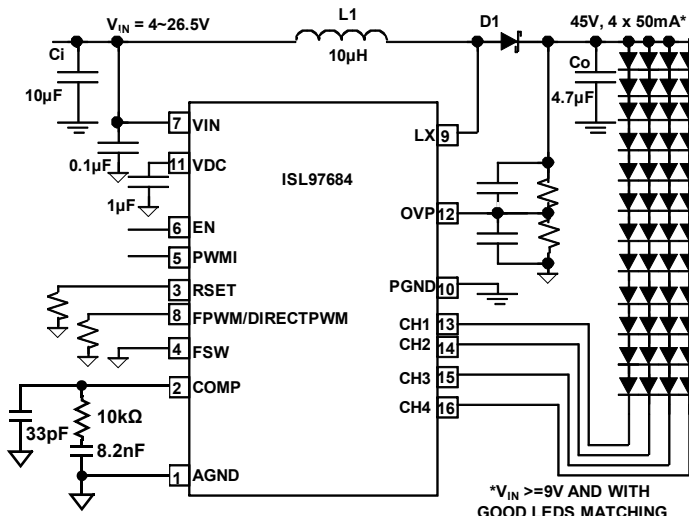 V_IN = 4~26.5V
L1
10µH
D1
45V, 4 x 50mA*
Ci
10µF
Co
4.7µF
0.1µF
1µF
ISL97684
7 VIN
11 VDC
6 EN
5 PWMI
3 RSET
8 FPWM/DIRECTPWM
4 FSW
2 COMP
1 AGND
LX 9
OVP 12
PGND 10
CH1 13
CH2 14
CH3 15
CH4 16
33pF
10kΩ
8.2nF
*V_IN >=9V AND WITH
GOOD LEDS MATCHING